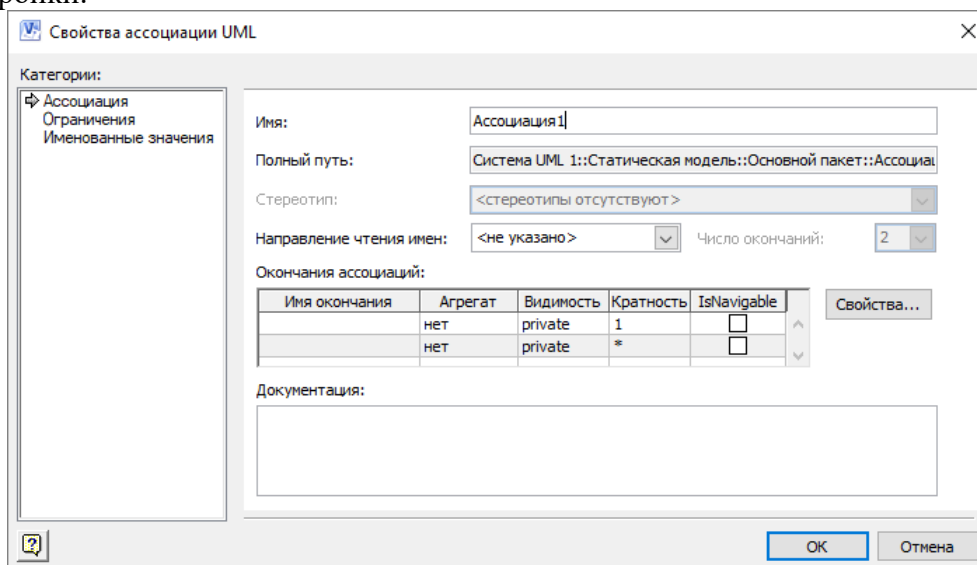 Свойства ассоциации UML
Категории:
Ассоциация
Ограничения
Именованные значения
Имя: Ассоциация1
Полный путь: Система UML 1::Статическая модель::Основной пакет::Ассоциац
Стереотип: <стереотипы отсутствуют>
Направление чтения имен: <не указано> Число окончаний: 2
Окончания ассоциаций:
Имя окончания Агрегат Видимость Кратность IsNavigable
Свойства...
нет private 1
нет private *
Документация:
ОК Отмена